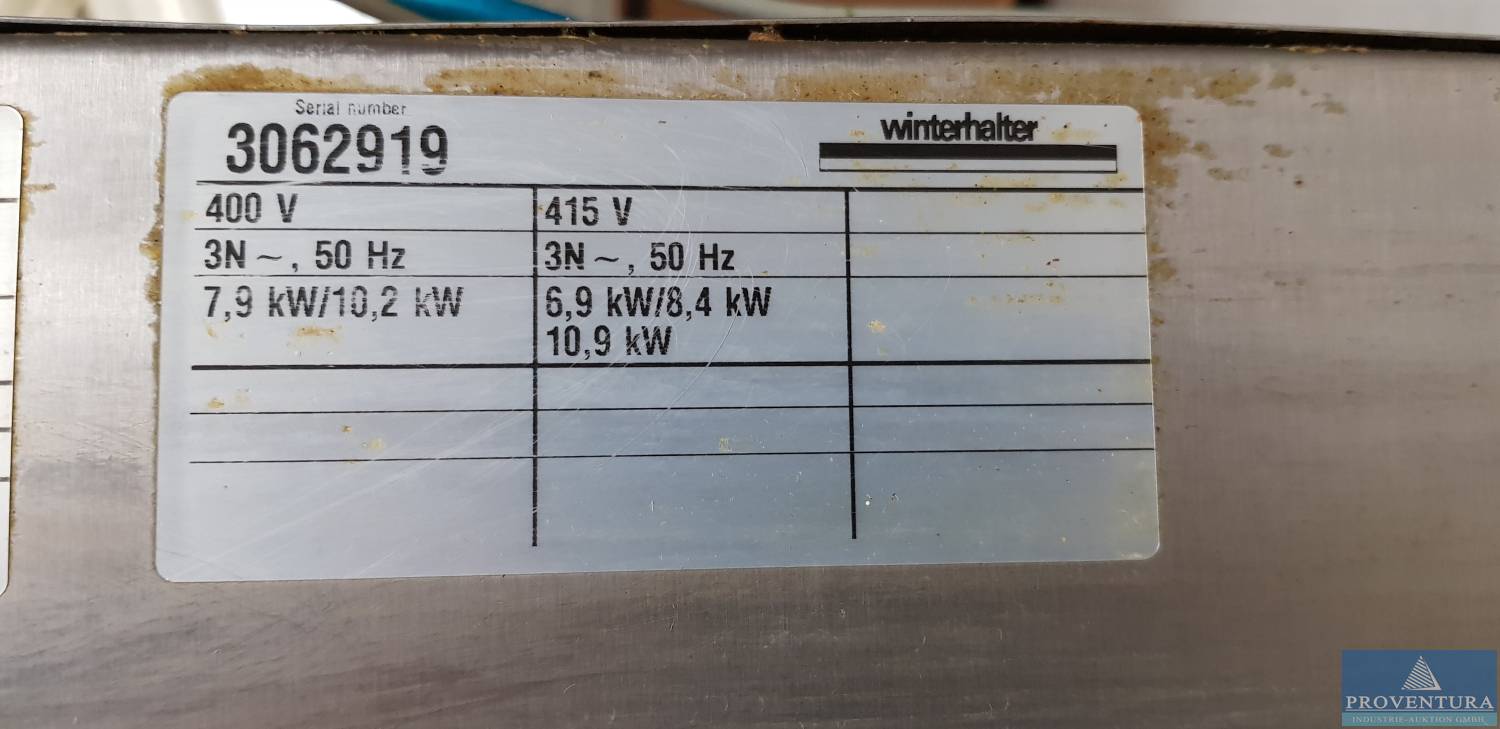 Serial number
3062919
winterhalter
400 V
415 V
3N ~, 50 Hz
3N ~, 50 Hz
7,9 kW/10,2 kW
6,9 kW/8,4 kW
10,9 kW
PROVENTURA
INDUSTRIE-AUKTION GMBH